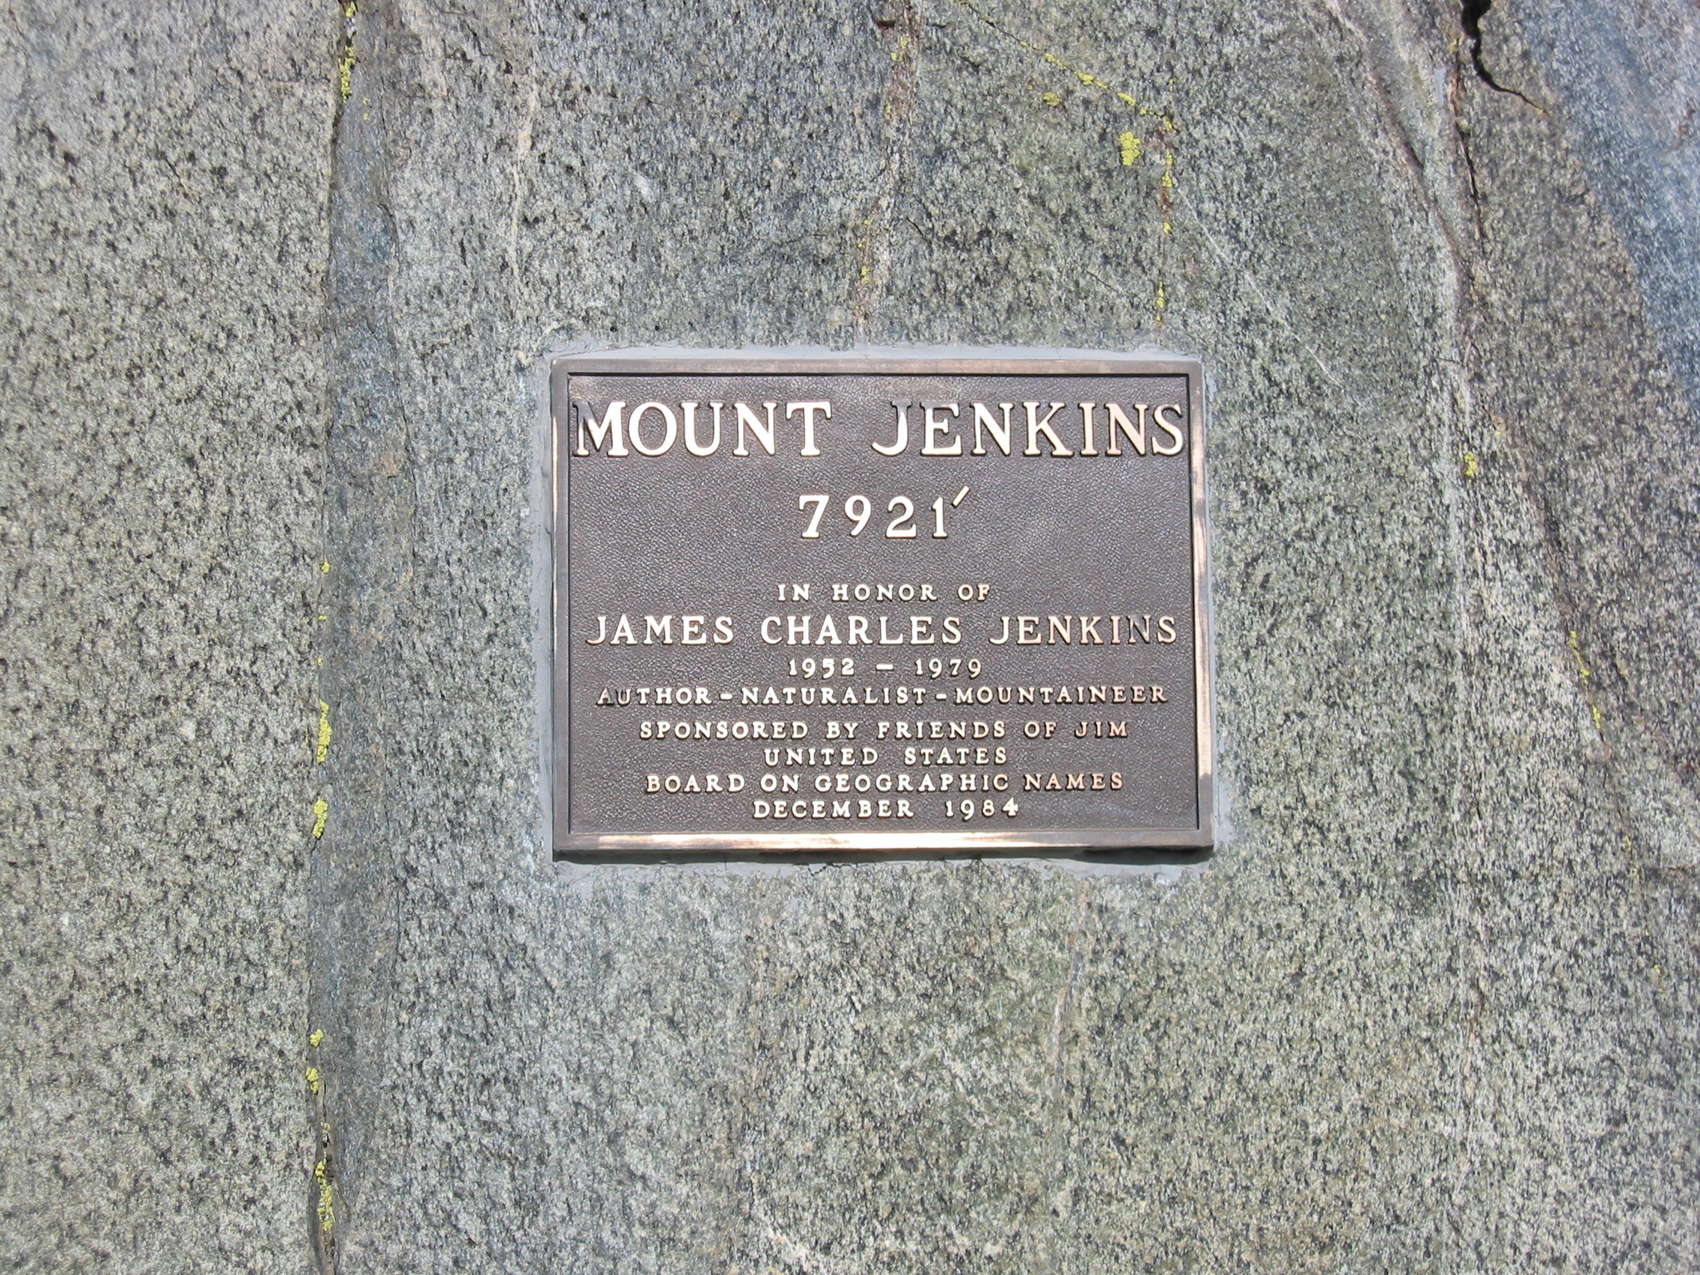 MOUNT JENKINS
7921'
IN HONOR OF
JAMES CHARLES JENKINS
1952 - 1979
AUTHOR - NATURALIST - MOUNTAINEER
SPONSORED BY FRIENDS OF JIM
UNITED STATES
BOARD ON GEOGRAPHIC NAMES
DECEMBER 1984